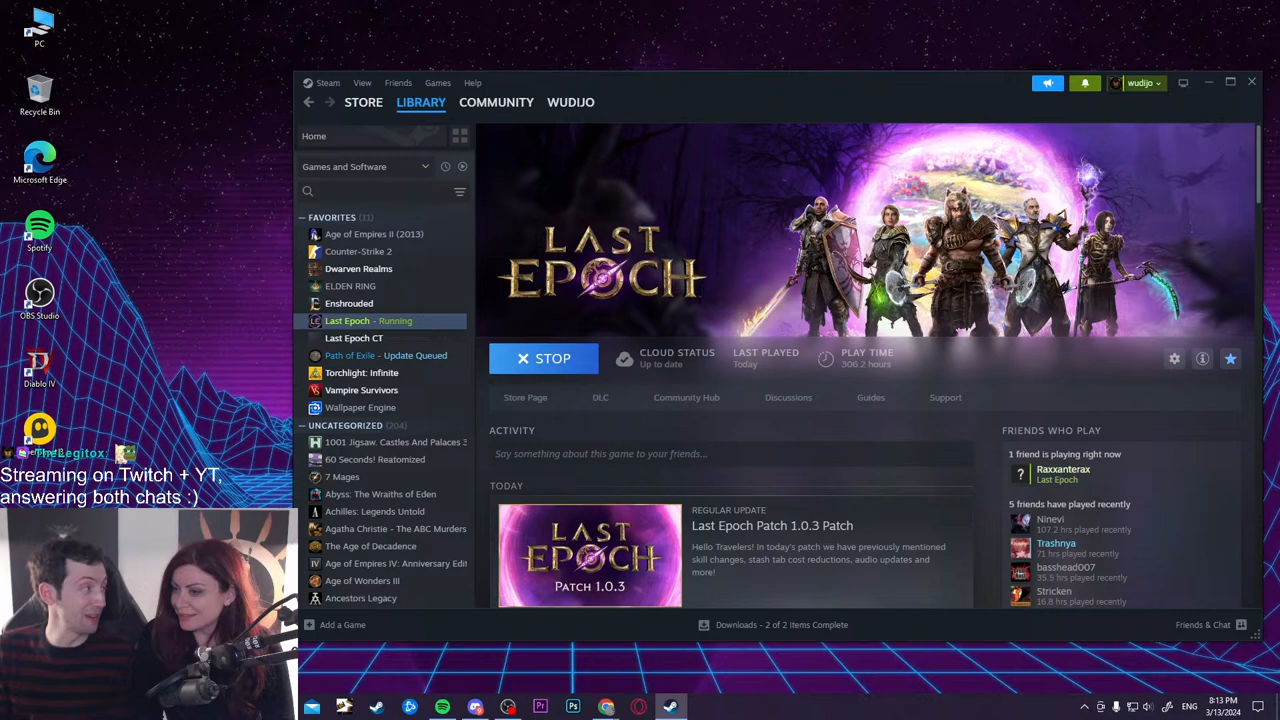 PC
Recycle Bin
Microsoft Edge
Spotify
OBS Studio
Diablo IV
TheLegitox
Streaming on Twitch + YT,
answering both chats :)
Steam View Friends Games Help
wudijo
STORE LIBRARY COMMUNITY WUDIJO
Home
Games and Software
FAVORITES (11)
Age of Empires II (2013)
Counter-Strike 2
Dwarven Realms
ELDEN RING
Enshrouded
Last Epoch - Running
Last Epoch CT
Path of Exile - Update Queued
Torchlight: Infinite
Vampire Survivors
Wallpaper Engine
UNCATEGORIZED (204)
1001 Jigsaw. Castles And Palaces 3
60 Seconds! Reatomized
7 Mages
Abyss: The Wraiths of Eden
Achilles: Legends Untold
Agatha Christie - The ABC Murders
The Age of Decadence
Age of Empires IV: Anniversary Edit
Age of Wonders III
Ancestors Legacy
LAST
EPOCH
STOP
CLOUD STATUS
Up to date
LAST PLAYED
Today
PLAY TIME
306.2 hours
Store Page DLC Community Hub Discussions Guides Support
ACTIVITY
Say something about this game to your friends...
TODAY
LAST
EPOCH
PATCH 1.0.3
REGULAR UPDATE
Last Epoch Patch 1.0.3 Patch
Hello Travelers! In today's patch we have previously mentioned
skill changes, stash tab cost reductions, audio updates and
more!
FRIENDS WHO PLAY
1 friend is playing right now
?
Raxxanterax
Last Epoch
5 friends have played recently
Ninevi
107.2 hrs played recently
Trashnya
71 hrs played recently
basshead007
35.5 hrs played recently
Stricken
16.8 hrs played recently
Add a Game
Downloads - 2 of 2 Items Complete
Friends & Chat
Pr
Ps
ENG
8:13 PM
3/13/2024